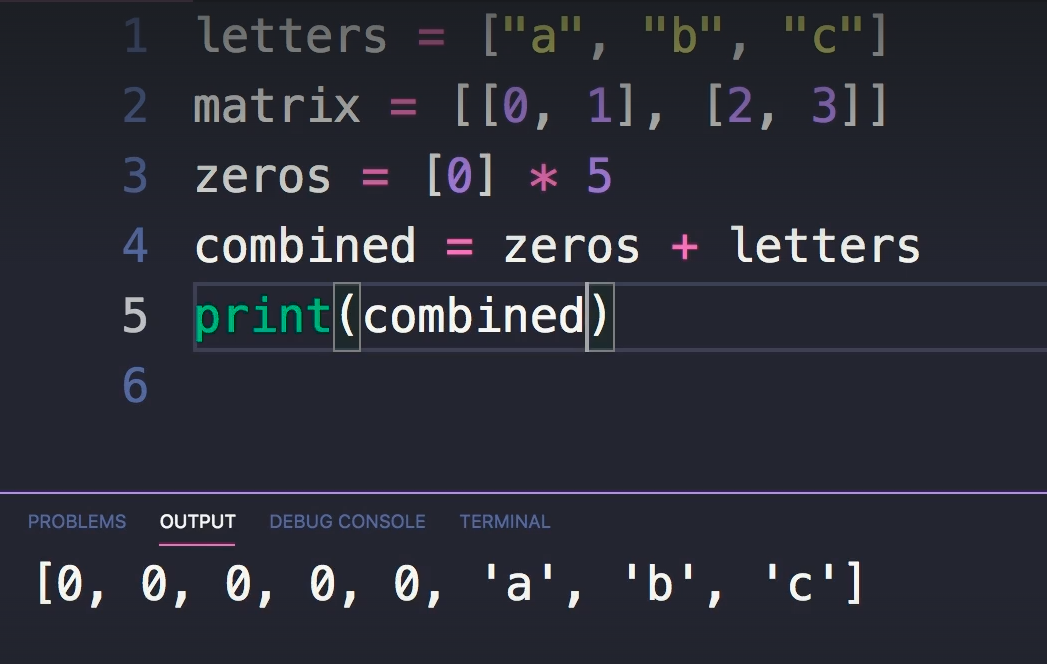 1 letters = ["a", "b", "c"]
2 matrix = [[0, 1], [2, 3]]
3 zeros = [0] * 5
4 combined = zeros + letters
5 print(combined)
6
PROBLEMS OUTPUT DEBUG CONSOLE TERMINAL
[0, 0, 0, 0, 0, 'a', 'b', 'c']